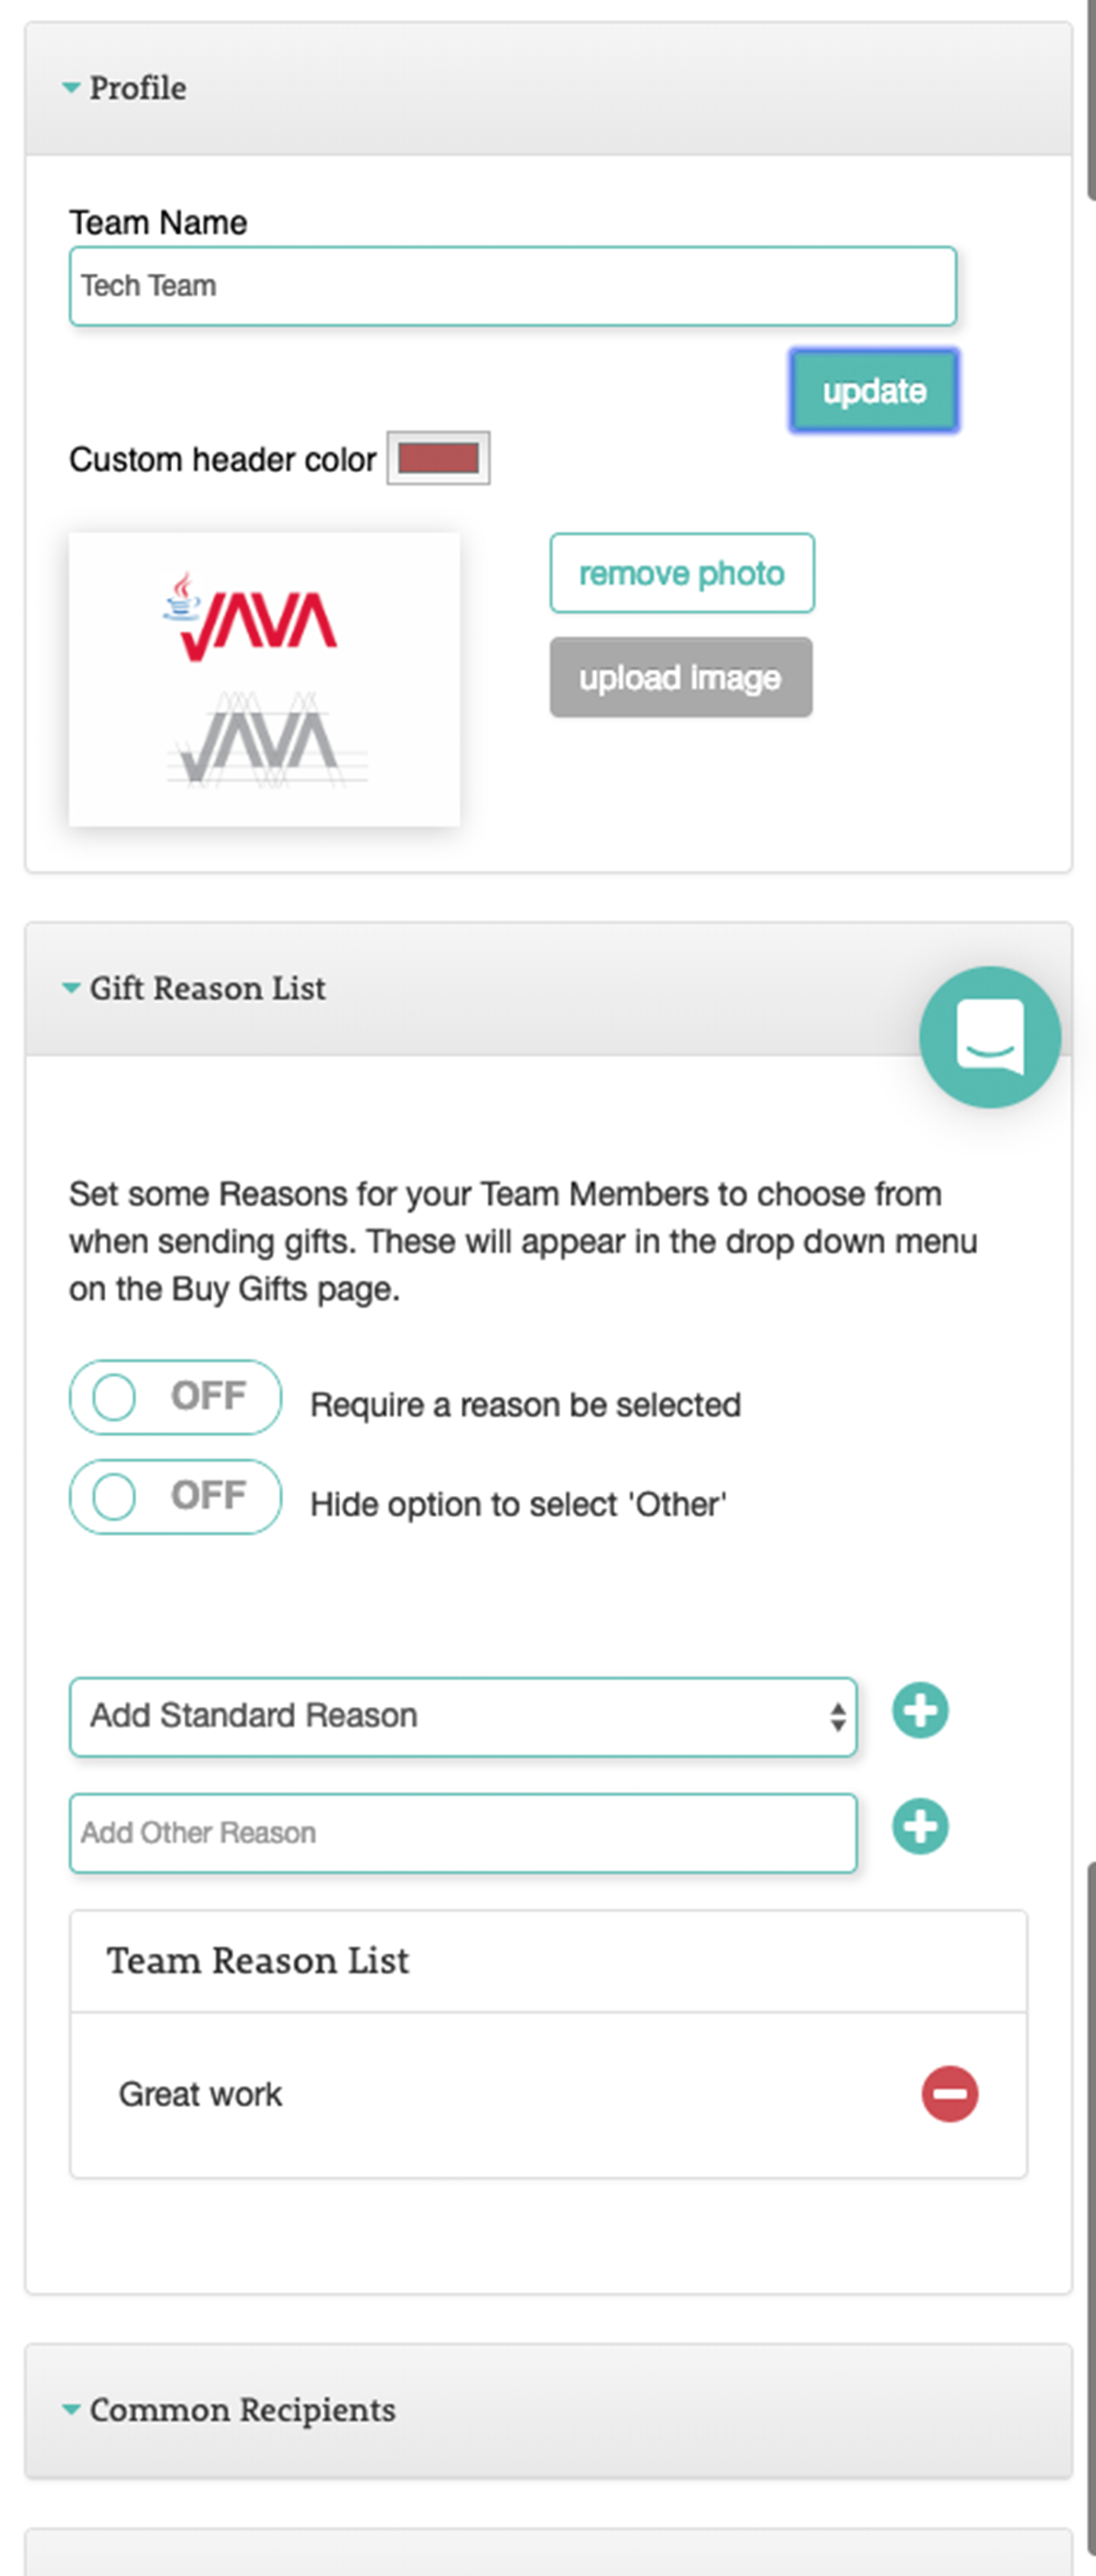 Profile
Team Name
Tech Team
update
Custom header color
JAVA
JAVA
remove photo
upload image
Gift Reason List
Set some Reasons for your Team Members to choose from
when sending gifts. These will appear in the drop down menu
on the Buy Gifts page.
OFF Require a reason be selected
OFF Hide option to select 'Other'
Add Standard Reason
Add Other Reason
Team Reason List
Great work
Common Recipients